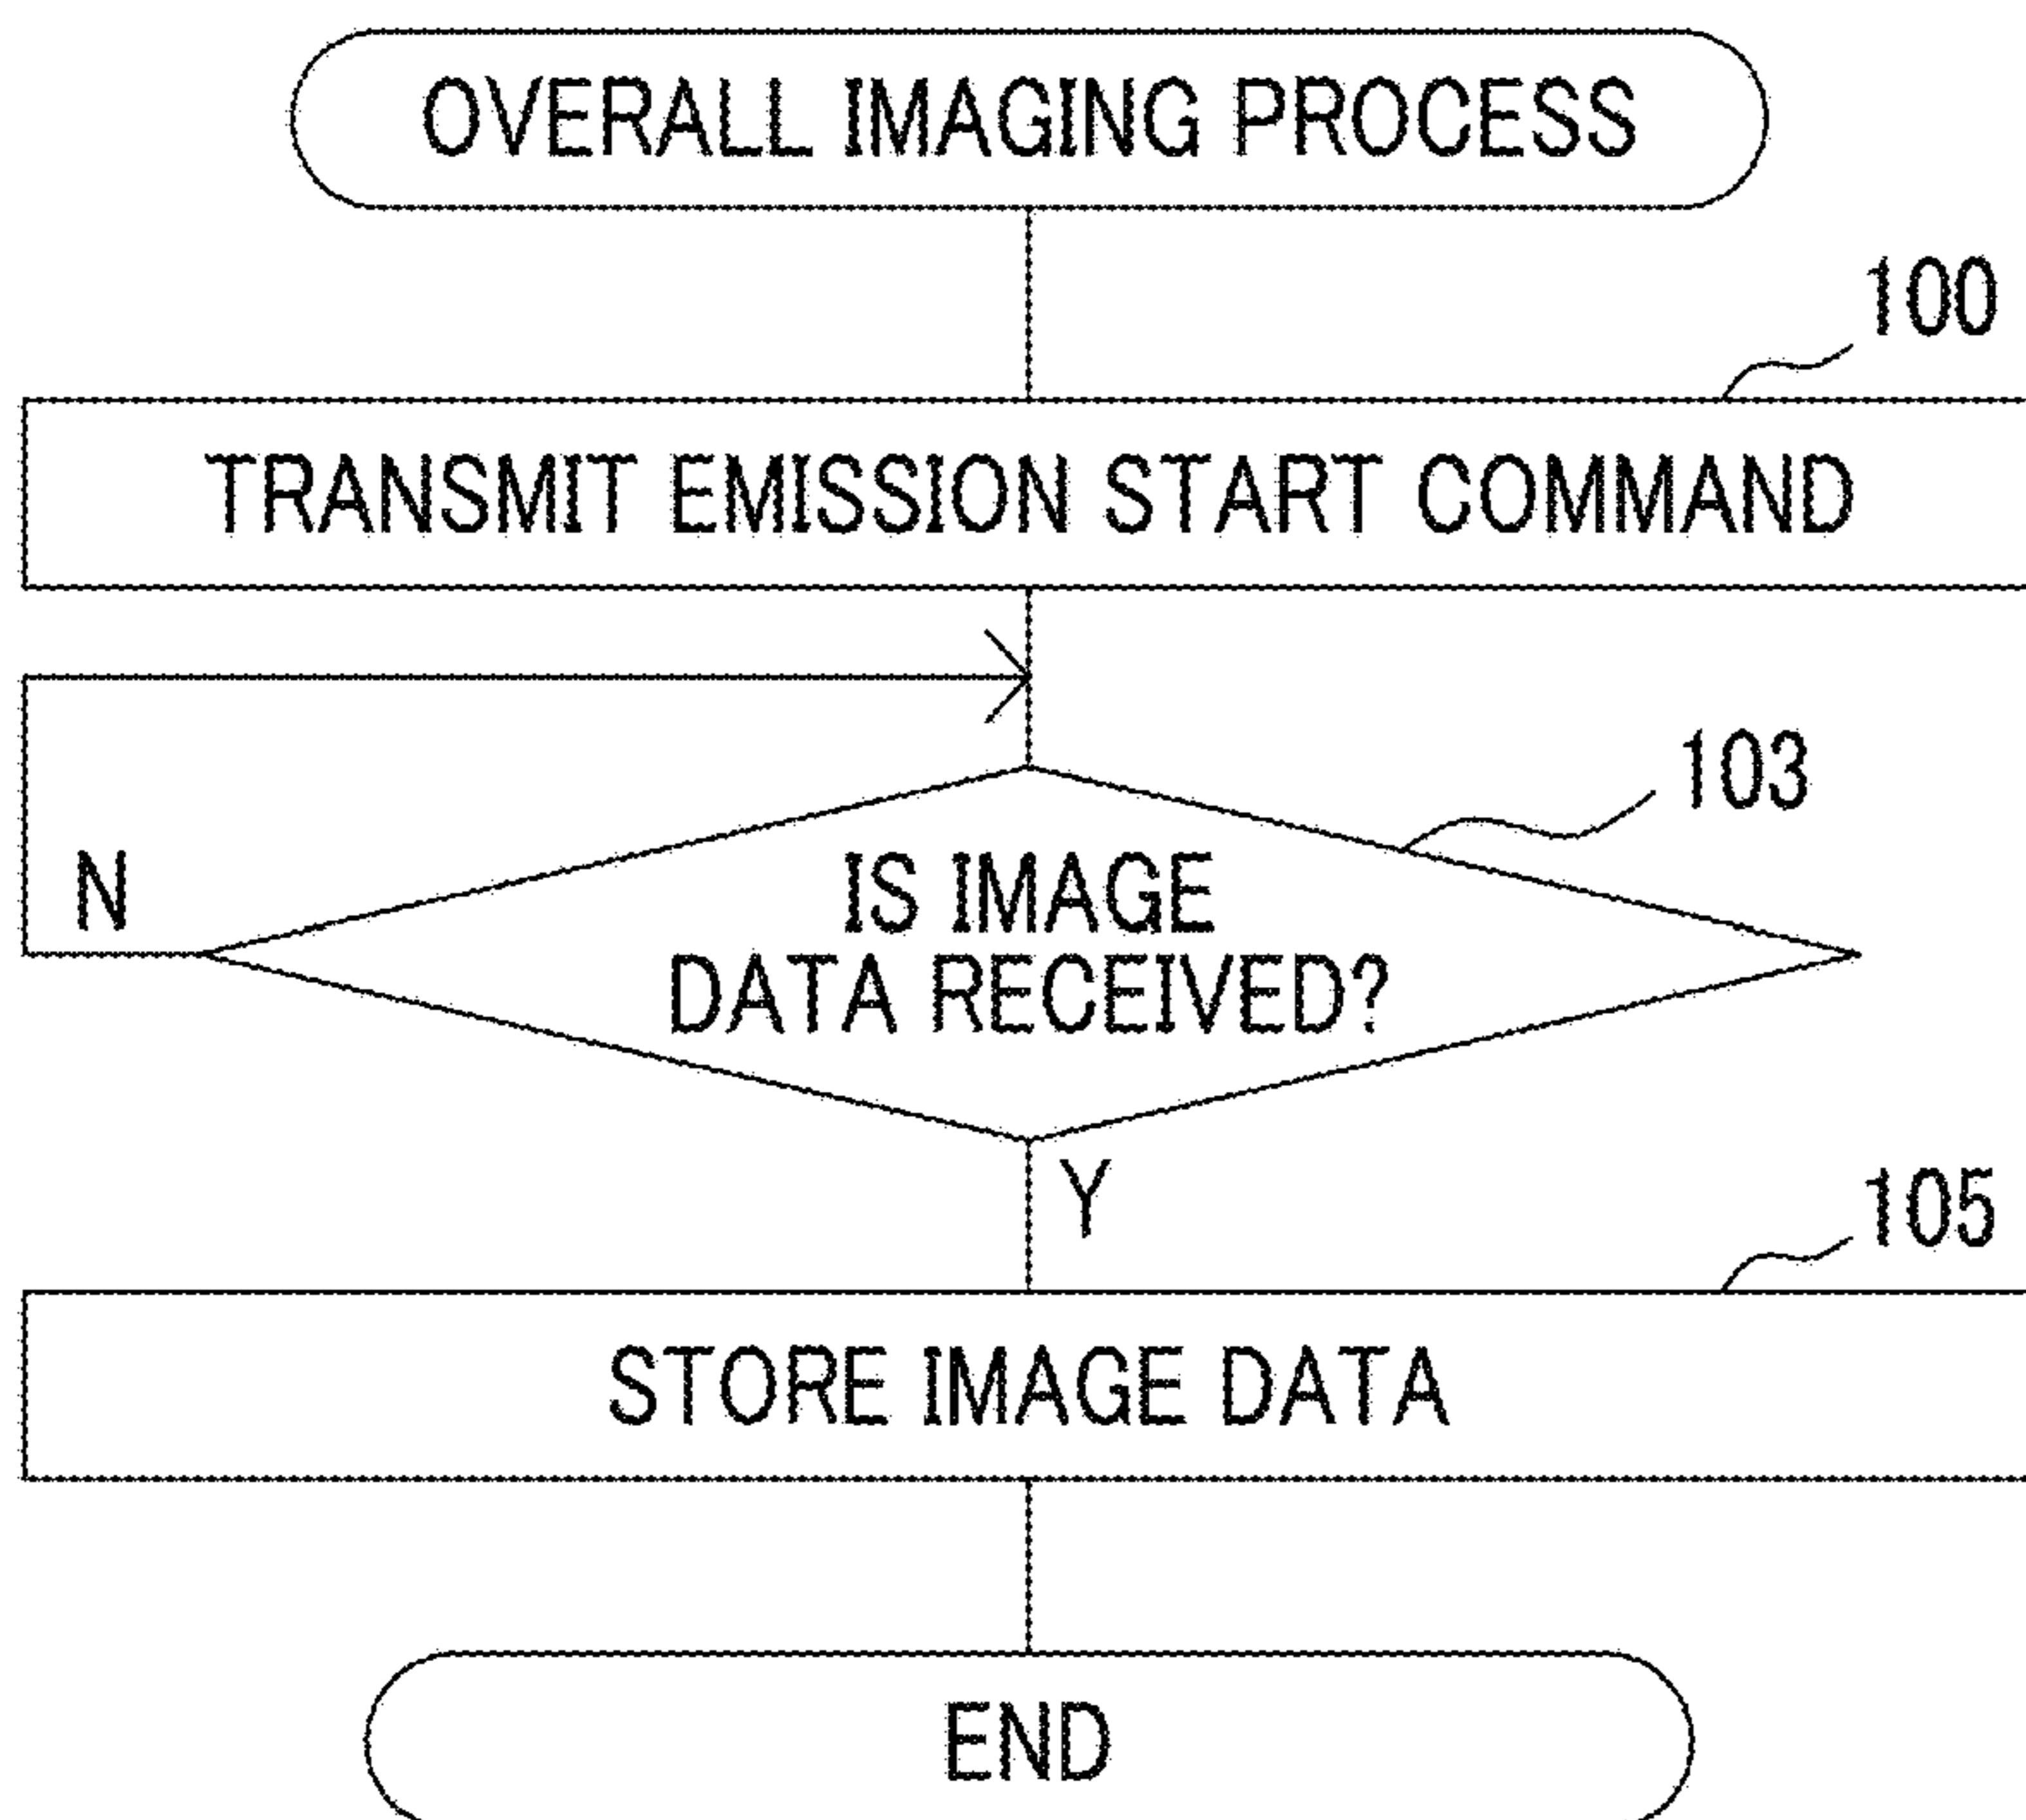 OVERALL IMAGING PROCESS
100
TRANSMIT EMISSION START COMMAND
103
N
IS IMAGE
DATA RECEIVED?
Y
105
STORE IMAGE DATA
END